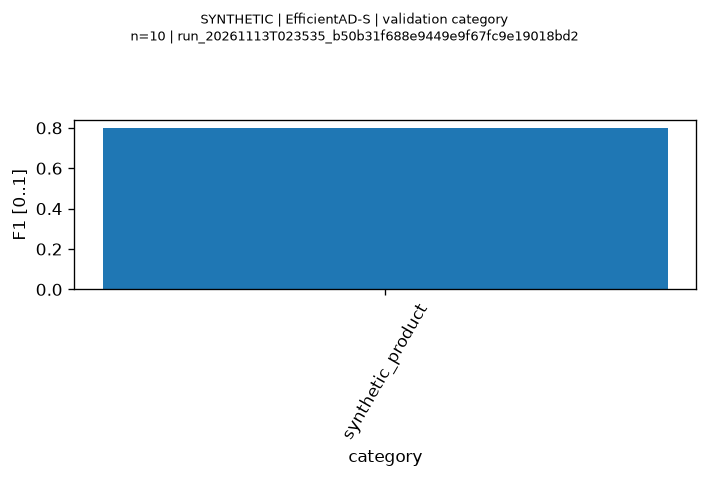 SYNTHETIC | EfficientAD-S | validation category
n=10 | run_20261113T023535_b50b31f688e9449e9f67fc9e19018bd2
0.8
0.6
0.4
0.2
0.0
F1 [0..1]
synthetic_product
category